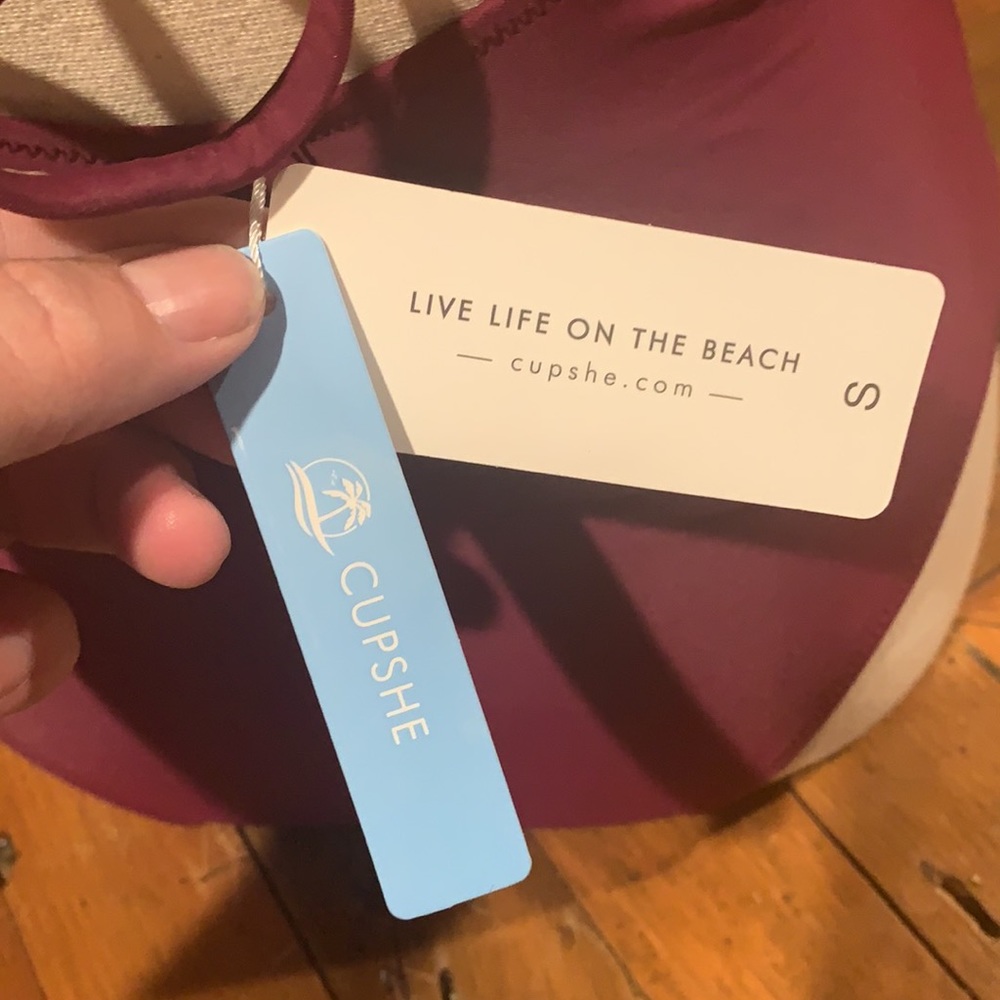 LIVE LIFE ON THE BEACH
— cupshe.com —
S
CUPSHE